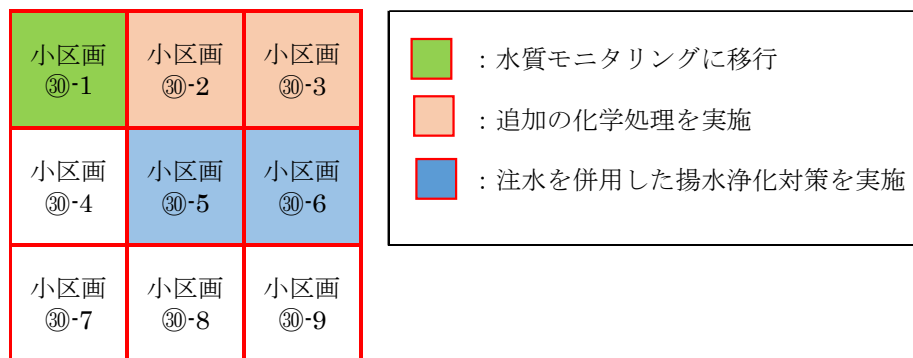 小区画
㉚-1
小区画
㉚-2
小区画
㉚-3
小区画
㉚-4
小区画
㉚-5
小区画
㉚-6
小区画
㉚-7
小区画
㉚-8
小区画
㉚-9
：水質モニタリングに移行
：追加の化学処理を実施
：注水を併用した揚水浄化対策を実施